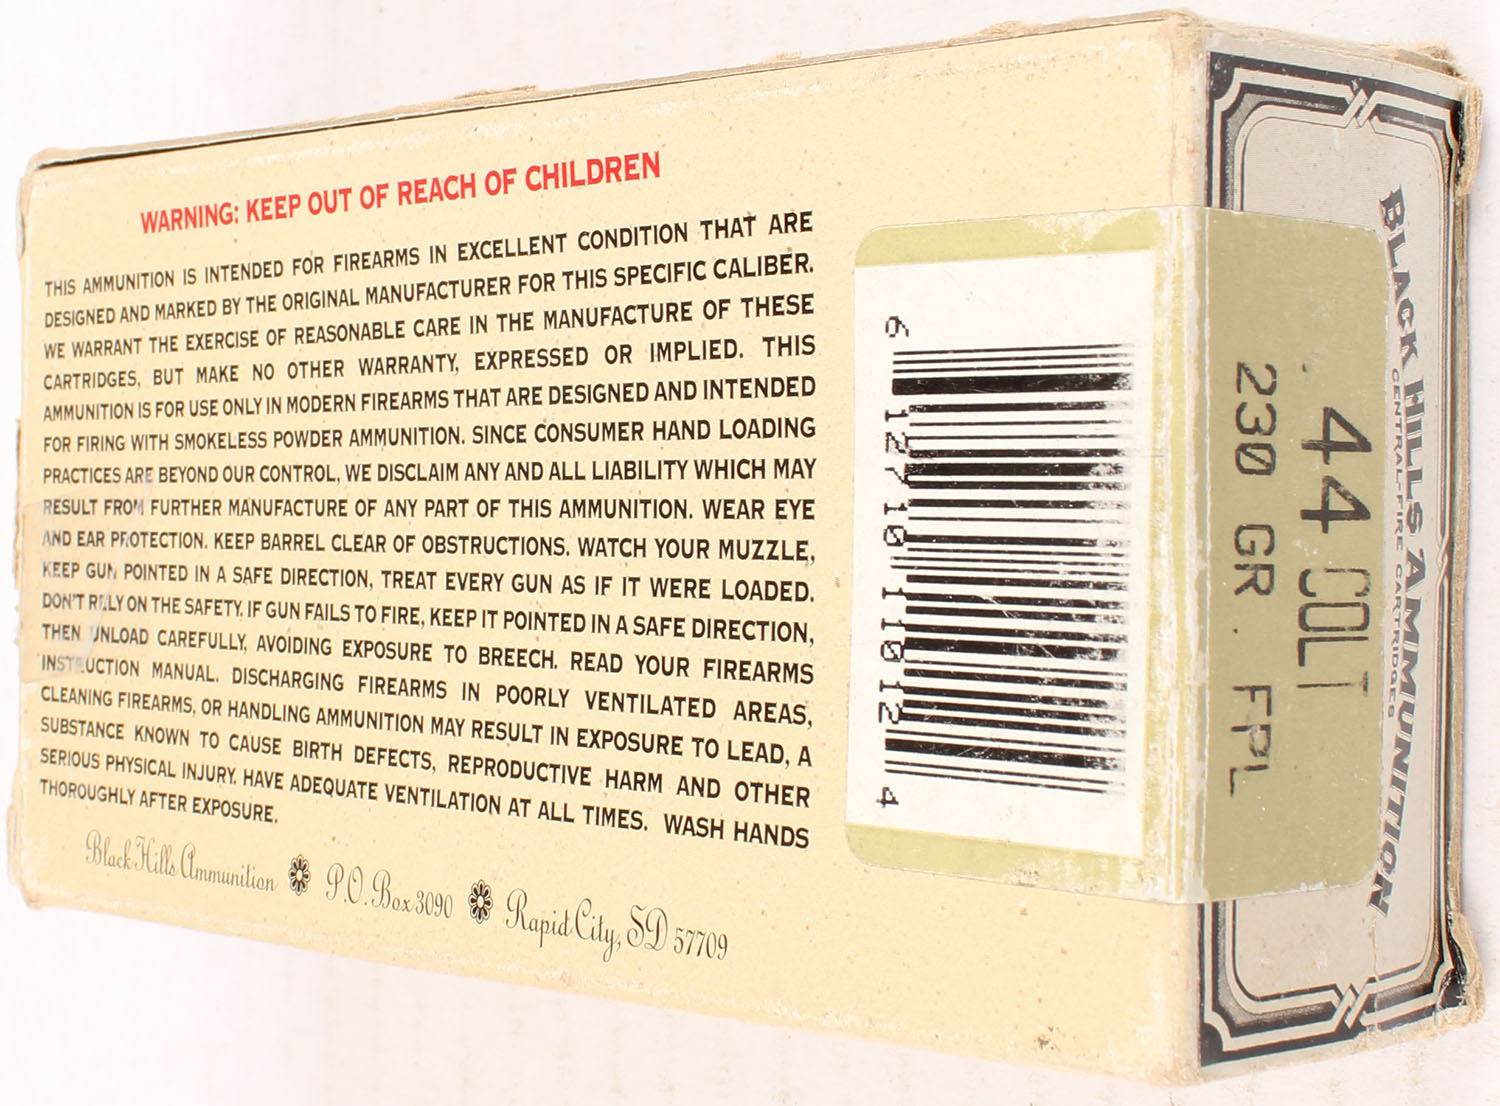 WARNING: KEEP OUT OF REACH OF CHILDREN
THIS AMMUNITION IS INTENDED FOR FIREARMS IN EXCELLENT CONDITION THAT ARE
DESIGNED AND MARKED BY THE ORIGINAL MANUFACTURER FOR THIS SPECIFIC CALIBER.
WE WARRANT THE EXERCISE OF REASONABLE CARE IN THE MANUFACTURE OF THESE
CARTRIDGES, BUT MAKE NO OTHER WARRANTY, EXPRESSED OR IMPLIED. THIS
AMMUNITION IS FOR USE ONLY IN MODERN FIREARMS THAT ARE DESIGNED AND INTENDED
FOR FIRING WITH SMOKELESS POWDER AMMUNITION. SINCE CONSUMER HAND LOADING
PRACTICES ARE BEYOND OUR CONTROL, WE DISCLAIM ANY AND ALL LIABILITY WHICH MAY
RESULT FROM FURTHER MANUFACTURE OF ANY PART OF THIS AMMUNITION. WEAR EYE
AND EAR PROTECTION. KEEP BARREL CLEAR OF OBSTRUCTIONS. WATCH YOUR MUZZLE,
KEEP GUN POINTED IN A SAFE DIRECTION, TREAT EVERY GUN AS IF IT WERE LOADED.
DON'T RELY ON THE SAFETY. IF GUN FAILS TO FIRE, KEEP IT POINTED IN A SAFE DIRECTION,
THEN UNLOAD CAREFULLY, AVOIDING EXPOSURE TO BREECH. READ YOUR FIREARMS
INSTRUCTION MANUAL. DISCHARGING FIREARMS IN POORLY VENTILATED AREAS,
CLEANING FIREARMS, OR HANDLING AMMUNITION MAY RESULT IN EXPOSURE TO LEAD, A
SUBSTANCE KNOWN TO CAUSE BIRTH DEFECTS, REPRODUCTIVE HARM AND OTHER
SERIOUS PHYSICAL INJURY. HAVE ADEQUATE VENTILATION AT ALL TIMES. WASH HANDS
THOROUGHLY AFTER EXPOSURE.
Black Hills Ammunition P.O. Box 3090 Rapid City, SD 57709
6 12710 11012 4
BLACK HILLS AMMUNITION
CENTRAL-FIRE CARTRIDGES
.44 COLT
230 GR. FPL